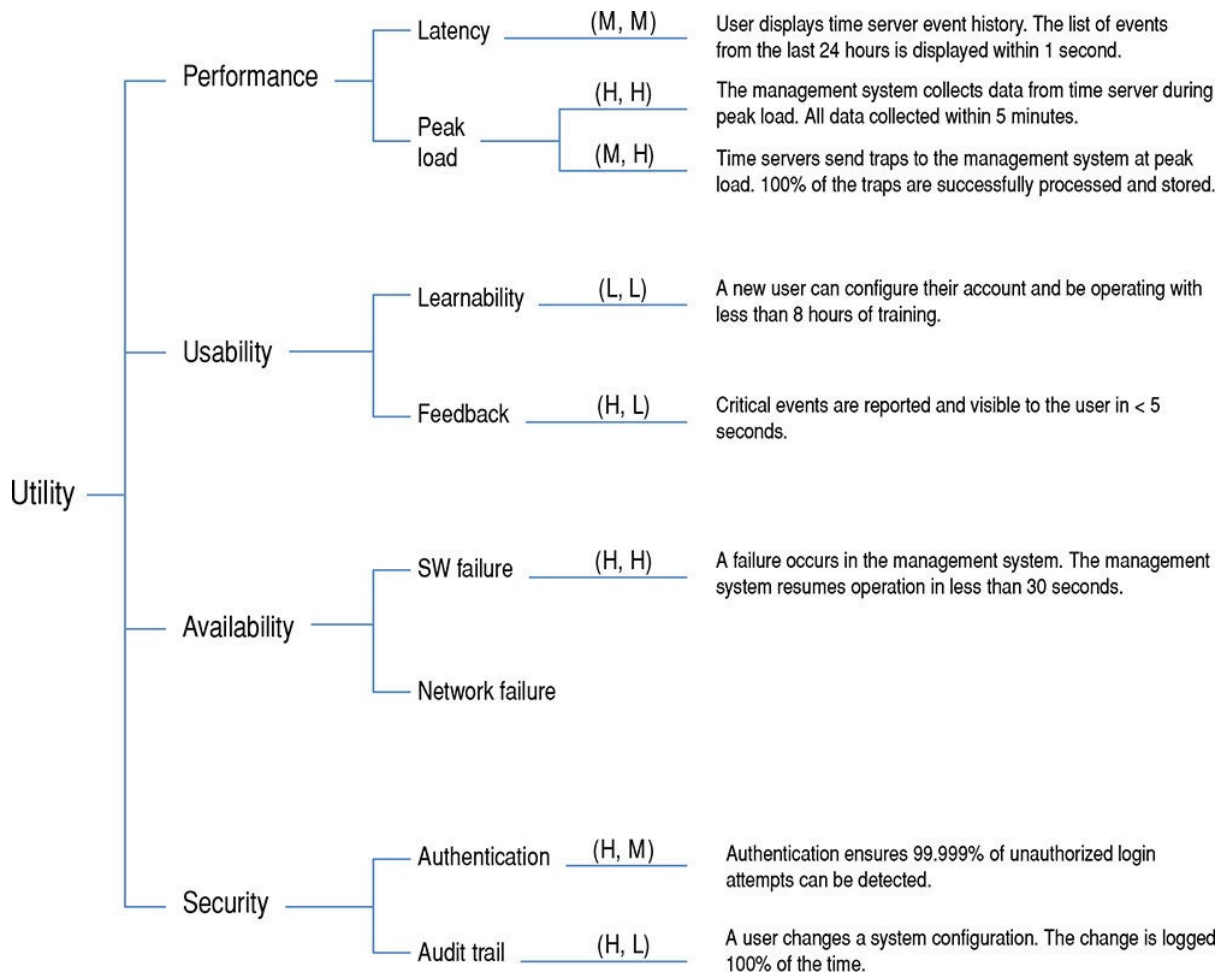 Utility
Performance
Latency
(M, M)
User displays time server event history. The list of events
from the last 24 hours is displayed within 1 second.
Peak
load
(H, H)
The management system collects data from time server during
peak load. All data collected within 5 minutes.
(M, H)
Time servers send traps to the management system at peak
load. 100% of the traps are successfully processed and stored.
Usability
Learnability
(L, L)
A new user can configure their account and be operating with
less than 8 hours of training.
Feedback
(H, L)
Critical events are reported and visible to the user in < 5
seconds.
Availability
SW failure
(H, H)
A failure occurs in the management system. The management
system resumes operation in less than 30 seconds.
Network failure
Security
Authentication
(H, M)
Authentication ensures 99.999% of unauthorized login
attempts can be detected.
Audit trail
(H, L)
A user changes a system configuration. The change is logged
100% of the time.